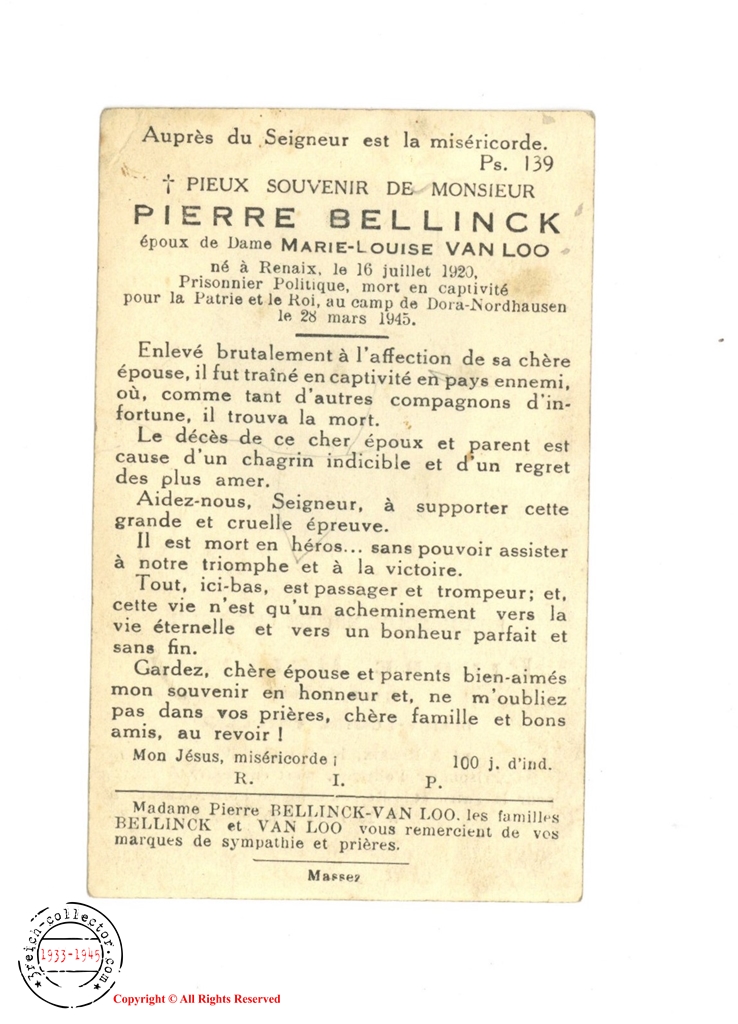 Auprès du Seigneur est la miséricorde.
Ps. 139
† PIEUX SOUVENIR DE MONSIEUR
PIERRE BELLINCK
époux de Dame MARIE-LOUISE VAN LOO
né à Renaix, le 16 juillet 1920,
Prisonnier Politique, mort en captivité
pour la Patrie et le Roi, au camp de Dora-Nordhausen
le 28 mars 1945.
Enlevé brutalement à l'affection de sa chère
épouse, il fut traîné en captivité en pays ennemi,
où, comme tant d'autres compagnons d'in-
fortune, il trouva la mort.
Le décès de ce cher époux et parent est
cause d'un chagrin indicible et d'un regret
des plus amer.
Aidez-nous, Seigneur, à supporter cette
grande et cruelle épreuve.
Il est mort en héros... sans pouvoir assister
à notre triomphe et à la victoire.
Tout, ici-bas, est passager et trompeur; et,
cette vie n'est qu'un acheminement vers la
vie éternelle et vers un bonheur parfait et
sans fin.
Gardez, chère épouse et parents bien-aimés
mon souvenir en honneur et, ne m'oubliez
pas dans vos prières, chère famille et bons
amis, au revoir !
Mon Jésus, miséricorde ¡ 100 j. d'ind.
R. I. P.
Madame Pierre BELLINCK-VAN LOO. les familles
BELLINCK et VAN LOO vous remercient de vos
marques de sympathie et prières.
Massez
3reich-collector.com
1933-1945
Copyright © All Rights Reserved